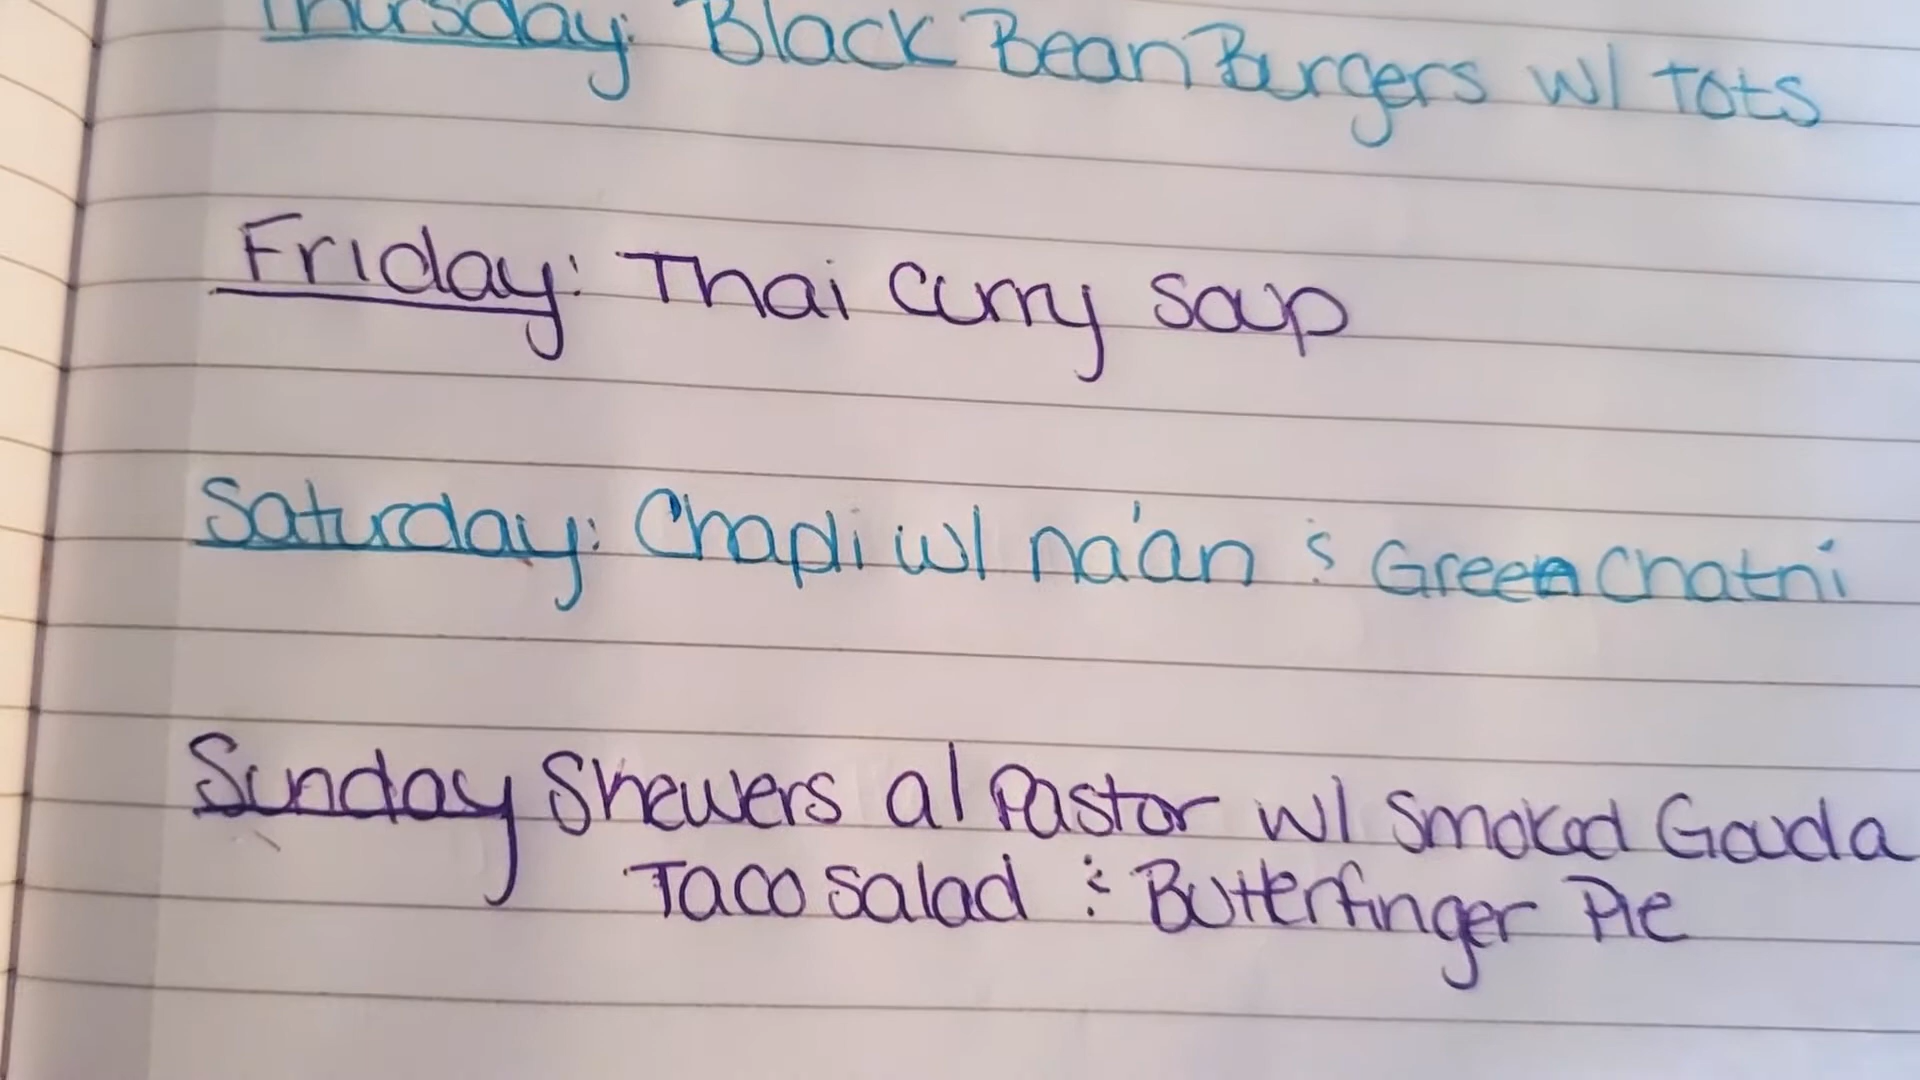 Thursday: Black Bean Burgers w/ Tots
Friday: Thai Curry Soup
Saturday: Chapli w/ na'an & Green Chatni
Sunday Skewers al Pastor w/ Smoked Gouda
Taco Salad & Butterfinger Pie